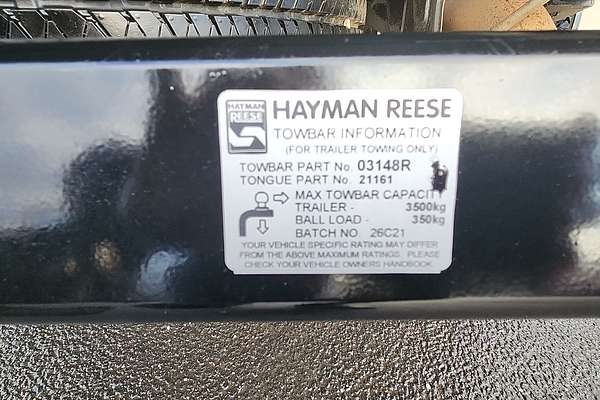 HAYMAN
REESE
HAYMAN REESE
TOWBAR INFORMATION
(FOR TRAILER TOWING ONLY)
TOWBAR PART No. 03148R
TONGUE PART No. 21161
MAX TOWBAR CAPACITY
TRAILER - 3500kg
BALL LOAD - 350kg
BATCH NO. 26C21
YOUR VEHICLE SPECIFIC RATING MAY DIFFER
FROM THE ABOVE MAXIMUM RATINGS. PLEASE
CHECK YOUR VEHICLE OWNERS HANDBOOK.